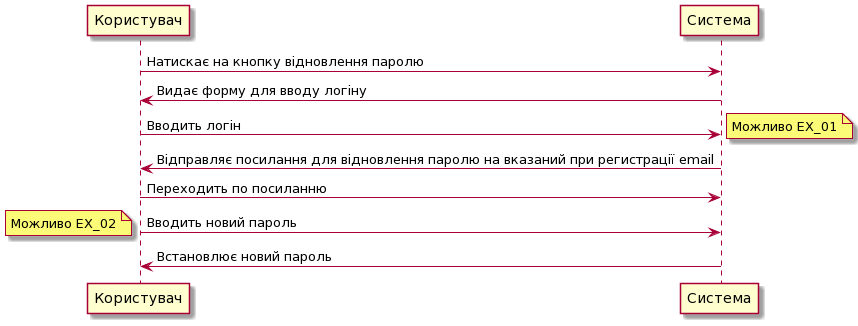 Користувач
Система
Натискає на кнопку відновлення паролю
Видає форму для вводу логіну
Вводить логін
Можливо EX_01
Відправляє посилання для відновлення паролю на вказаний при регистрації email
Переходить по посиланню
Можливо EX_02
Вводить новий пароль
Встановлює новий пароль
Користувач
Система